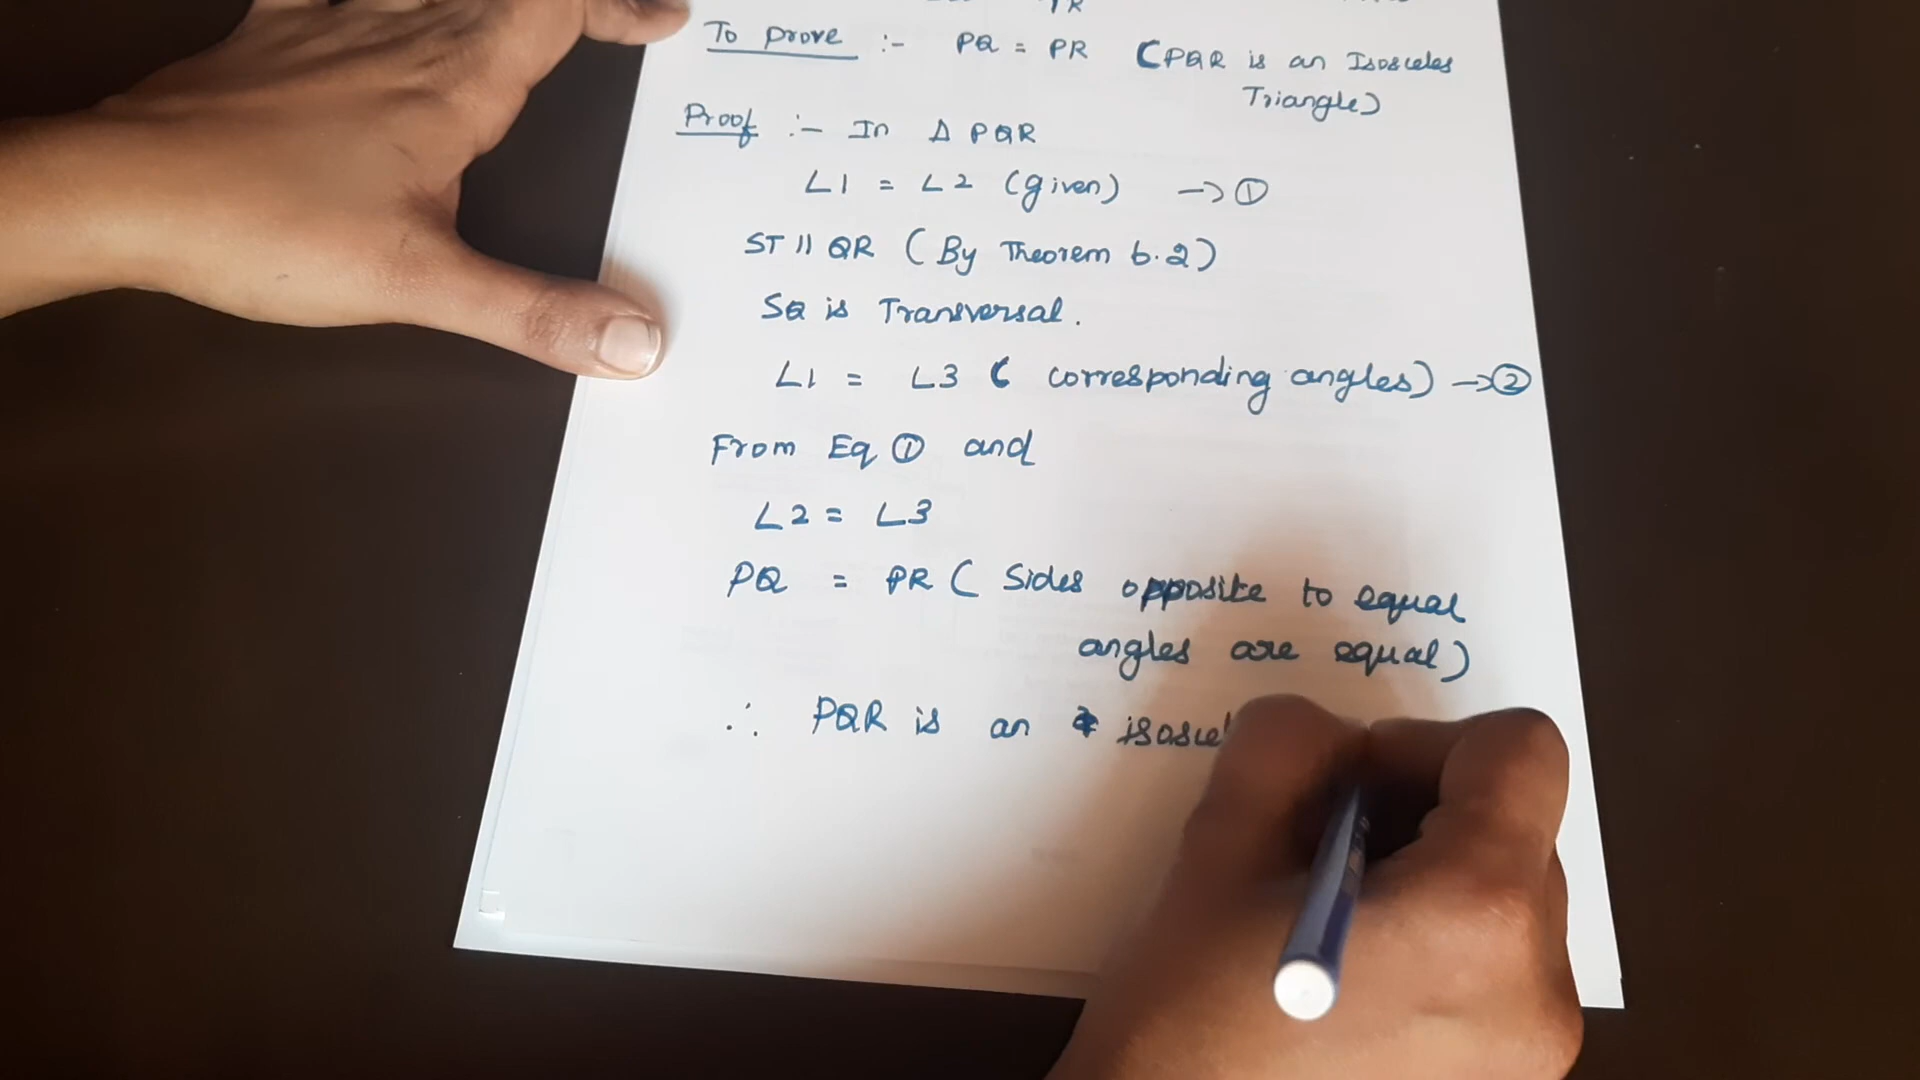 To prove :- PQ = PR (PQR is an Isosceles
Triangle)
Proof :- In Δ PQR
∠1 = ∠2 (given) → ①
ST || QR (By Theorem 6.2)
SQ is Transversal.
∠1 = ∠3 ( corresponding angles) → ②
From Eq ① and
∠2 = ∠3
PQ = PR ( Sides opposite to equal
angles are equal)
∴ PQR is an isoscel